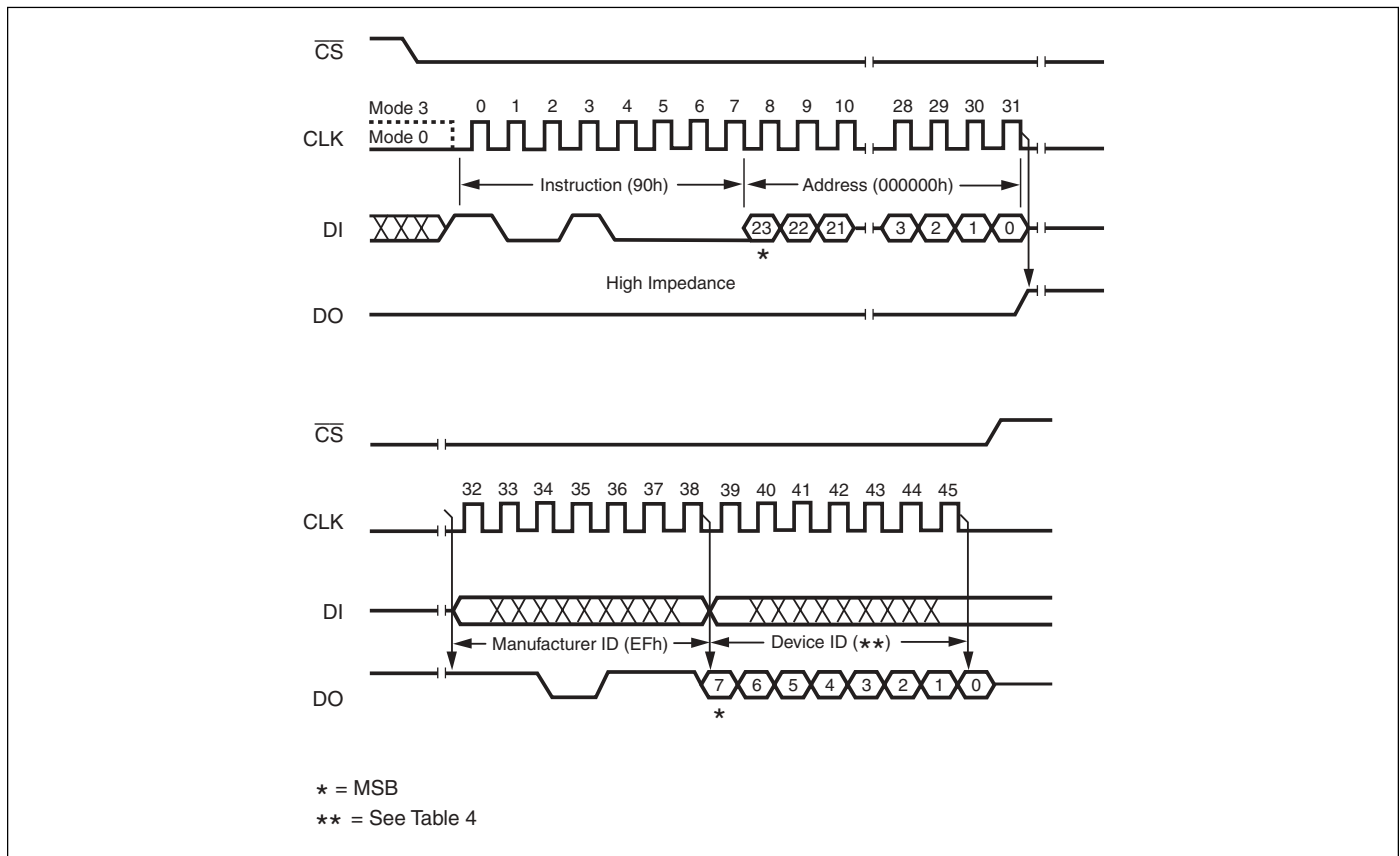 CS
Mode 3
0 1 2 3 4 5 6 7 8 9 10 28 29 30 31
CLK
Mode 0
Instruction (90h)
Address (000000h)
DI
23 22 21 3 2 1 0
*
High Impedance
DO
CS
32 33 34 35 36 37 38 39 40 41 42 43 44 45
CLK
DI
Manufacturer ID (EFh)
Device ID (**)
DO
7 6 5 4 3 2 1 0
*
* = MSB
** = See Table 4